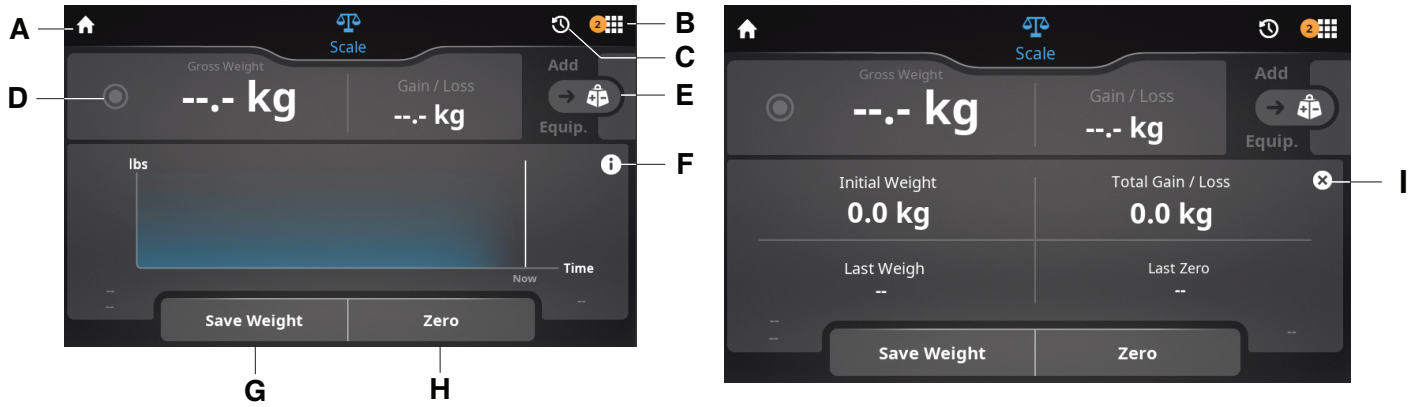 A
B
2
Scale
C
Gross Weight
Add
D
--.- kg
Gain / Loss
E
--.- kg
Equip.
lbs
F
Time
Now
--
--
--
Save Weight
Zero
G
H
2
Scale
Gross Weight
Add
--.- kg
Gain / Loss
--.- kg
Equip.
Initial Weight
Total Gain / Loss
I
0.0 kg
0.0 kg
Last Weigh
Last Zero
--
--
--
--
--
Save Weight
Zero